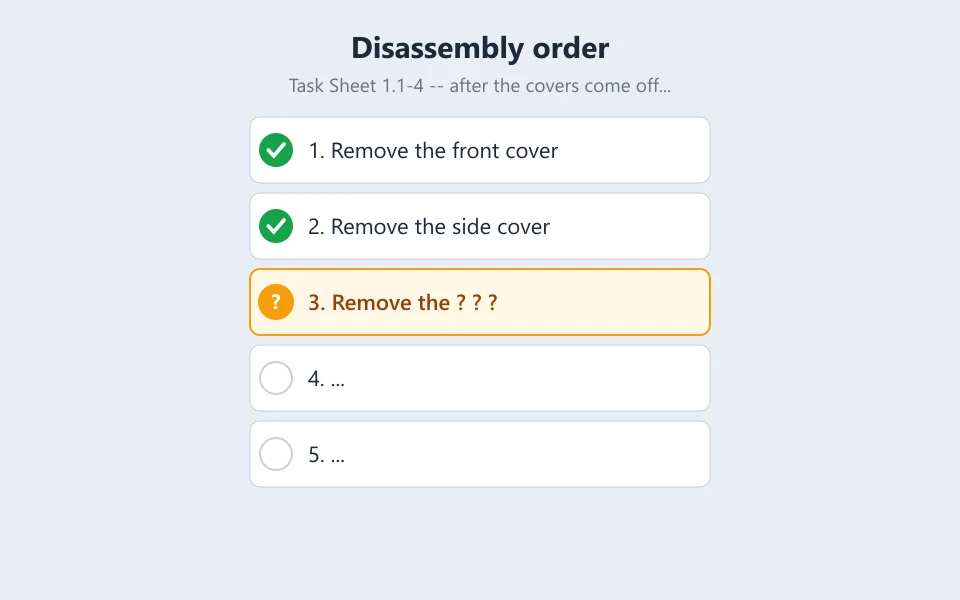 Disassembly order
Task Sheet 1.1-4 -- after the covers come off...
1. Remove the front cover
2. Remove the side cover
? 3. Remove the ? ? ?
4. ...
5. ...